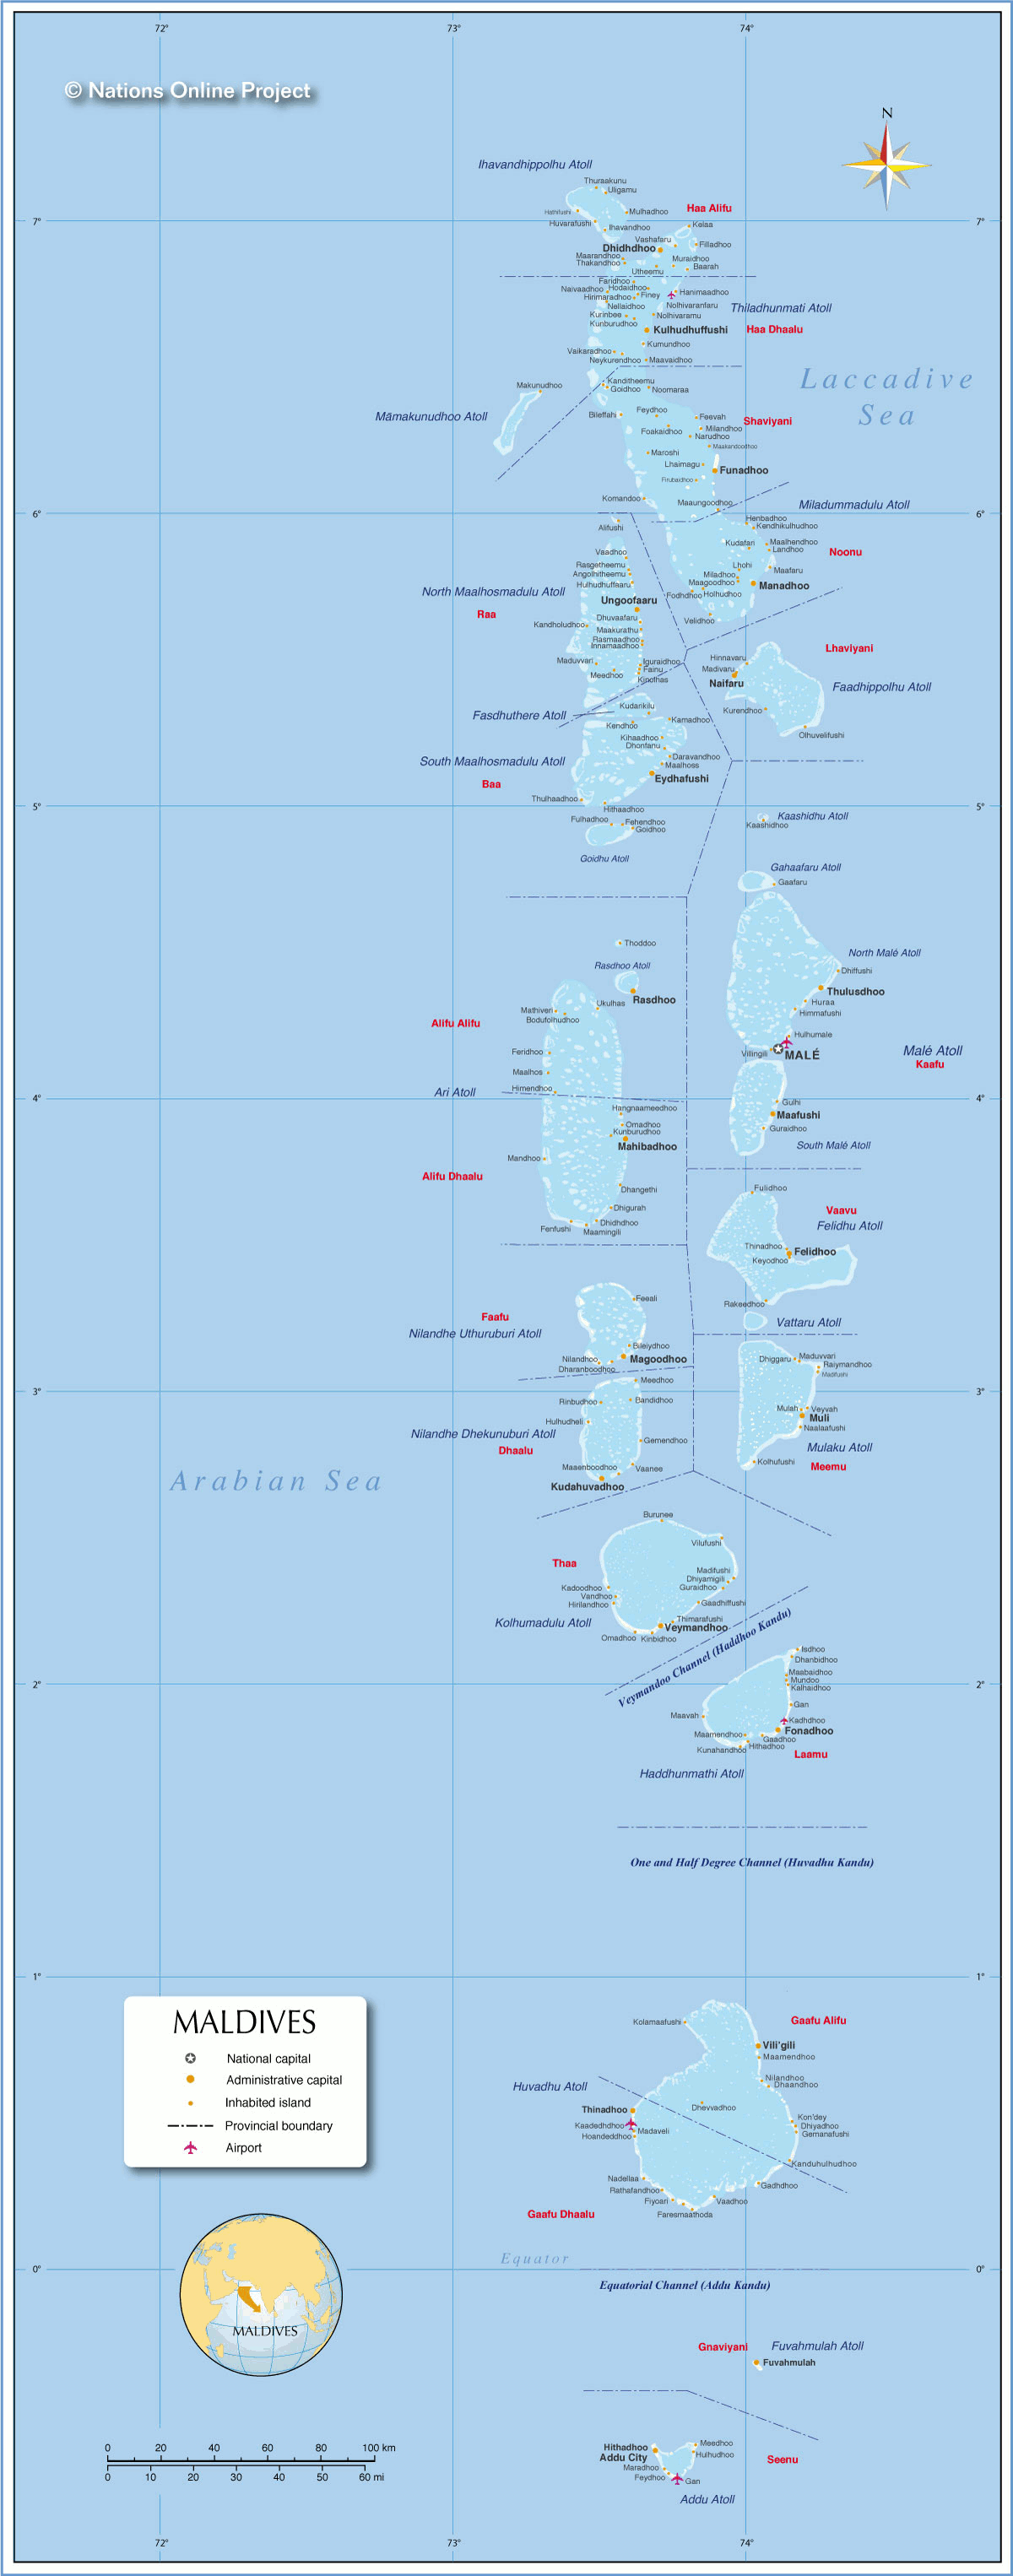 72°
73°
74°
© Nations Online Project
N
Ihavandhippolhu Atoll
Thuraakunu
Uligamu
Haa Alifu
Mulhadhoo
7°
7°
Huvarafushi
Ihavandhoo
Kelaa
Vashafaru
Filladhoo
Dhidhdhoo
Maarandhoo
Thakandhoo
Muraidhoo
Baarah
Utheemu
Faridhoo
Naivaadhoo
Hodaidhoo
Hanimaadhoo
Hirimaradhoo
Finey
Nolhivaranfaru
Nellaidhoo
Thiladhunmati Atoll
Kurinbee
Nolhivaramu
Kunburudhoo
Kulhudhuffushi
Haa Dhaalu
Kumundhoo
Vaikaradhoo
Neykurendhoo
Maavaidhoo
Laccadive
Sea
Makunudhoo
Kanditheemu
Goidhoo
Noomaraa
Māmakunudhoo Atoll
Bileffahi
Feydhoo
Feevah
Shaviyani
Foakaidhoo
Milandhoo
Narudhoo
Maakandoodhoo
Maroshi
Lhaimagu
Funadhoo
Firubaidhoo
Komandoo
Maaungoodhoo
Miladummadulu Atoll
6°
6°
Alifushi
Henbadhoo
Kendhikulhudhoo
Kudafari
Maalhendhoo
Landhoo
Noonu
Vaadhoo
Rasgetheemu
Angolhitheemu
Lhohi
Maafaru
Hulhudhuffaaru
Miladhoo
Maagoodhoo
Manadhoo
North Maalhosmadulu Atoll
Fodhdhoo
Holhudhoo
Ungoofaaru
Raa
Dhuvaafaru
Velidhoo
Kandholudhoo
Maakurathu
Rasmaadhoo
Innamaadhoo
Lhaviyani
Maduvvari
Iguraidhoo
Fainu
Hinnavaru
Meedhoo
Kinolhas
Madivaru
Naifaru
Faadhippolhu Atoll
Kudarikilu
Kurendhoo
Fasdhuthere Atoll
Kendhoo
Kamadhoo
Olhuvelifushi
Kihaadhoo
Dhonfanu
South Maalhosmadulu Atoll
Daravandhoo
Maalhoss
Baa
Eydhafushi
Thulhaadhoo
5°
5°
Hithaadhoo
Fulhadhoo
Fehendhoo
Goidhoo
Kaashidhu Atoll
Kaashidhoo
Goidhu Atoll
Gahaafaru Atoll
Gaafaru
Thoddoo
North Malé Atoll
Rasdhoo Atoll
Dhiffushi
Rasdhoo
Thulusdhoo
Ukulhas
Huraa
Mathiveri
Himmafushi
Bodufolhudhoo
Alifu Alifu
Hulhumale
Feridhoo
Villingili
MALÉ
Malé Atoll
Kaafu
Maalhos
Himendhoo
Ari Atoll
4°
4°
Hangnaameedhoo
Gulhi
Maafushi
Omadhoo
Kunburudhoo
Guraidhoo
Mahibadhoo
South Malé Atoll
Mandhoo
Alifu Dhaalu
Dhangethi
Fulidhoo
Dhigurah
Vaavu
Felidhu Atoll
Fenfushi
Dhidhdhoo
Maamingili
Thinadhoo
Felidhoo
Keyodhoo
Feeali
Rakeedhoo
Faafu
Vattaru Atoll
Nilandhe Uthuruburi Atoll
Bileiydhoo
Nilandhoo
Magoodhoo
Dharanboodhoo
Dhiggaru
Maduvvari
Raiymandhoo
Madifushi
Meedhoo
3°
3°
Rinbudhoo
Bandidhoo
Mulah
Veyvah
Muli
Hulhudheli
Naalaafushi
Nilandhe Dhekunuburi Atoll
Gemendhoo
Mulaku Atoll
Dhaalu
Kolhufushi
Meemu
Maaenboodhoo
Vaanee
Kudahuvadhoo
Arabian Sea
Burunee
Vilufushi
Thaa
Madifushi
Dhiyamigili
Guraidhoo
Kadoodhoo
Vandhoo
Hirilandhoo
Gaadhiffushi
Thimarafushi
Kolhumadulu Atoll
Veymandhoo
Omadhoo
Kinbidhoo
Veymandoo Channel (Haddhoo Kandu)
Isdhoo
Dhanbidhoo
Maabaidhoo
Mundoo
Kalhaidhoo
2°
2°
Gan
Maavah
Kadhdhoo
Fonadhoo
Maamendhoo
Gaadhoo
Kunahandhoo
Hithadhoo
Laamu
Haddhunmathi Atoll
One and Half Degree Channel (Huvadhu Kandu)
1°
1°
MALDIVES
National capital
Administrative capital
Inhabited island
Provincial boundary
Airport
Kolamaafushi
Gaafu Alifu
Vili'gili
Maamendhoo
Nilandhoo
Dhaandhoo
Huvadhu Atoll
Thinadhoo
Dhevvadhoo
Kaadedhdhoo
Madaveli
Hoandeddhoo
Kon'dey
Dhiyadhoo
Gemanafushi
Kanduhulhudhoo
Nadellaa
Gadhdhoo
Rathafandhoo
Fiyoari
Vaadhoo
Faresmaathoda
Gaafu Dhaalu
Equator
0°
0°
Equatorial Channel (Addu Kandu)
MALDIVES
Gnaviyani
Fuvahmulah Atoll
Fuvahmulah
0 20 40 60 80 100 km
0 10 20 30 40 50 60 mi
Hithadhoo
Addu City
Meedhoo
Hulhudhoo
Seenu
Maradhoo
Feydhoo
Gan
Addu Atoll
72°
73°
74°